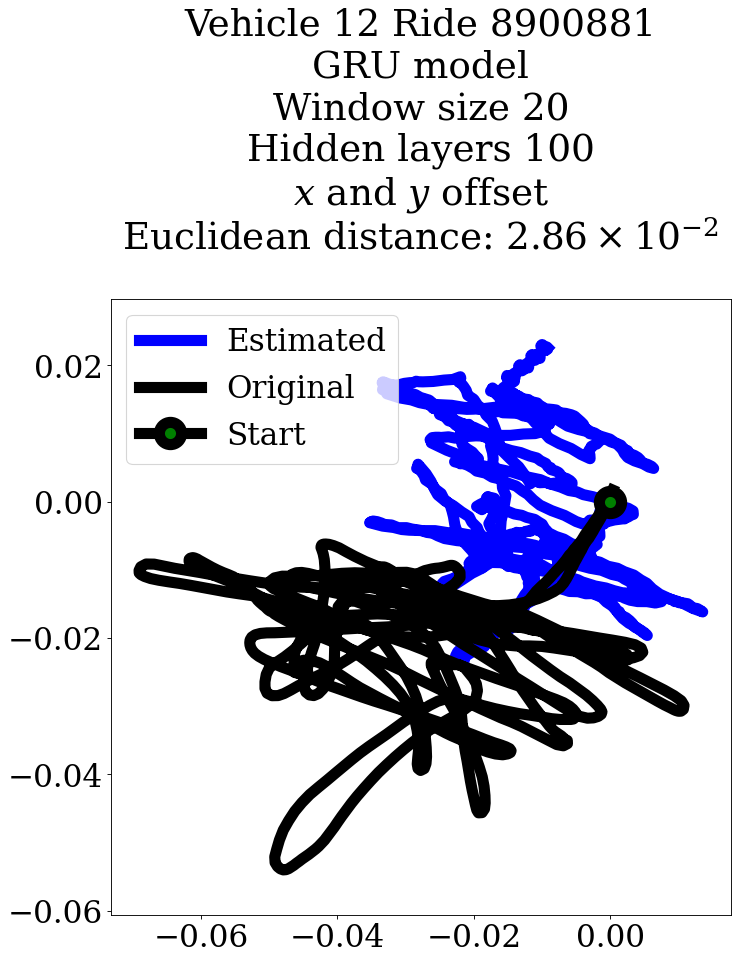 Vehicle 12 Ride 8900881
GRU model
Window size 20
Hidden layers 100
x and y offset
Euclidean distance: 2.86 × 10⁻²
Estimated
Original
Start
0.02
0.00
−0.02
−0.04
−0.06
−0.06 −0.04 −0.02 0.00